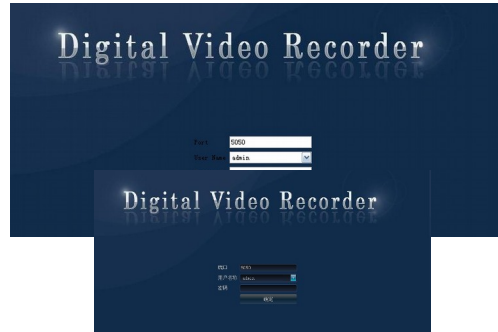 Digital Video Recorder
Port 5050
User Name admin
Digital Video Recorder
端口 5050
用户名称 admin
密码
确定